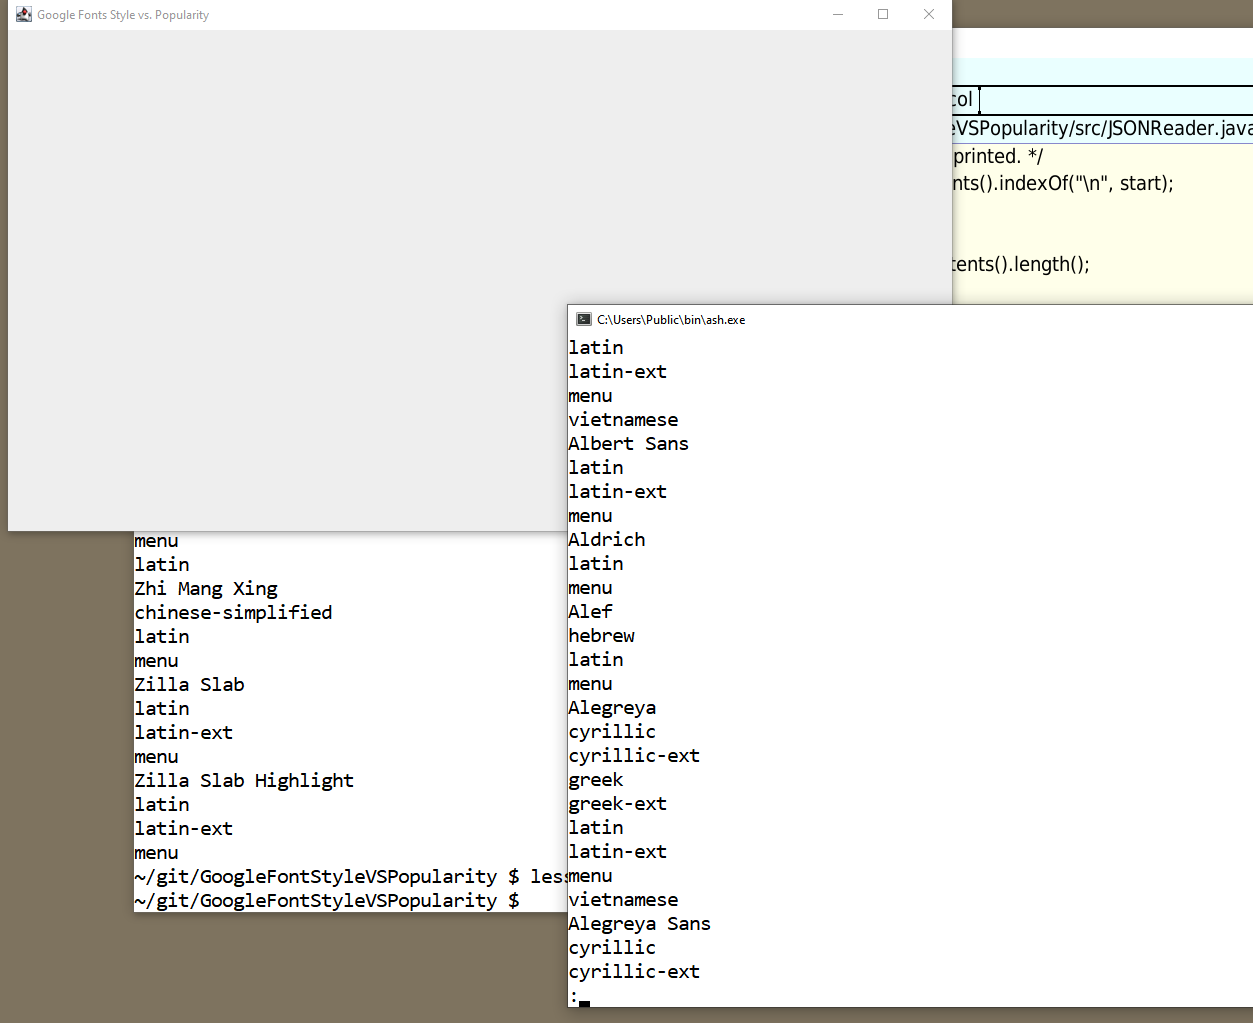 Google Fonts Style vs. Popularity
col
eVSPopularity/src/JSONReader.java
printed. */
nts().indexOf("\n", start);
tents().length();
C:\Users\Public\bin\ash.exe
latin
latin-ext
menu
vietnamese
Albert Sans
latin
latin-ext
menu
Aldrich
latin
menu
Alef
hebrew
latin
menu
Alegreya
cyrillic
cyrillic-ext
greek
greek-ext
latin
latin-ext
menu
vietnamese
Alegreya Sans
cyrillic
cyrillic-ext
:
menu
latin
Zhi Mang Xing
chinese-simplified
latin
menu
Zilla Slab
latin
latin-ext
menu
Zilla Slab Highlight
latin
latin-ext
menu
~/git/GoogleFontStyleVSPopularity $ less
~/git/GoogleFontStyleVSPopularity $